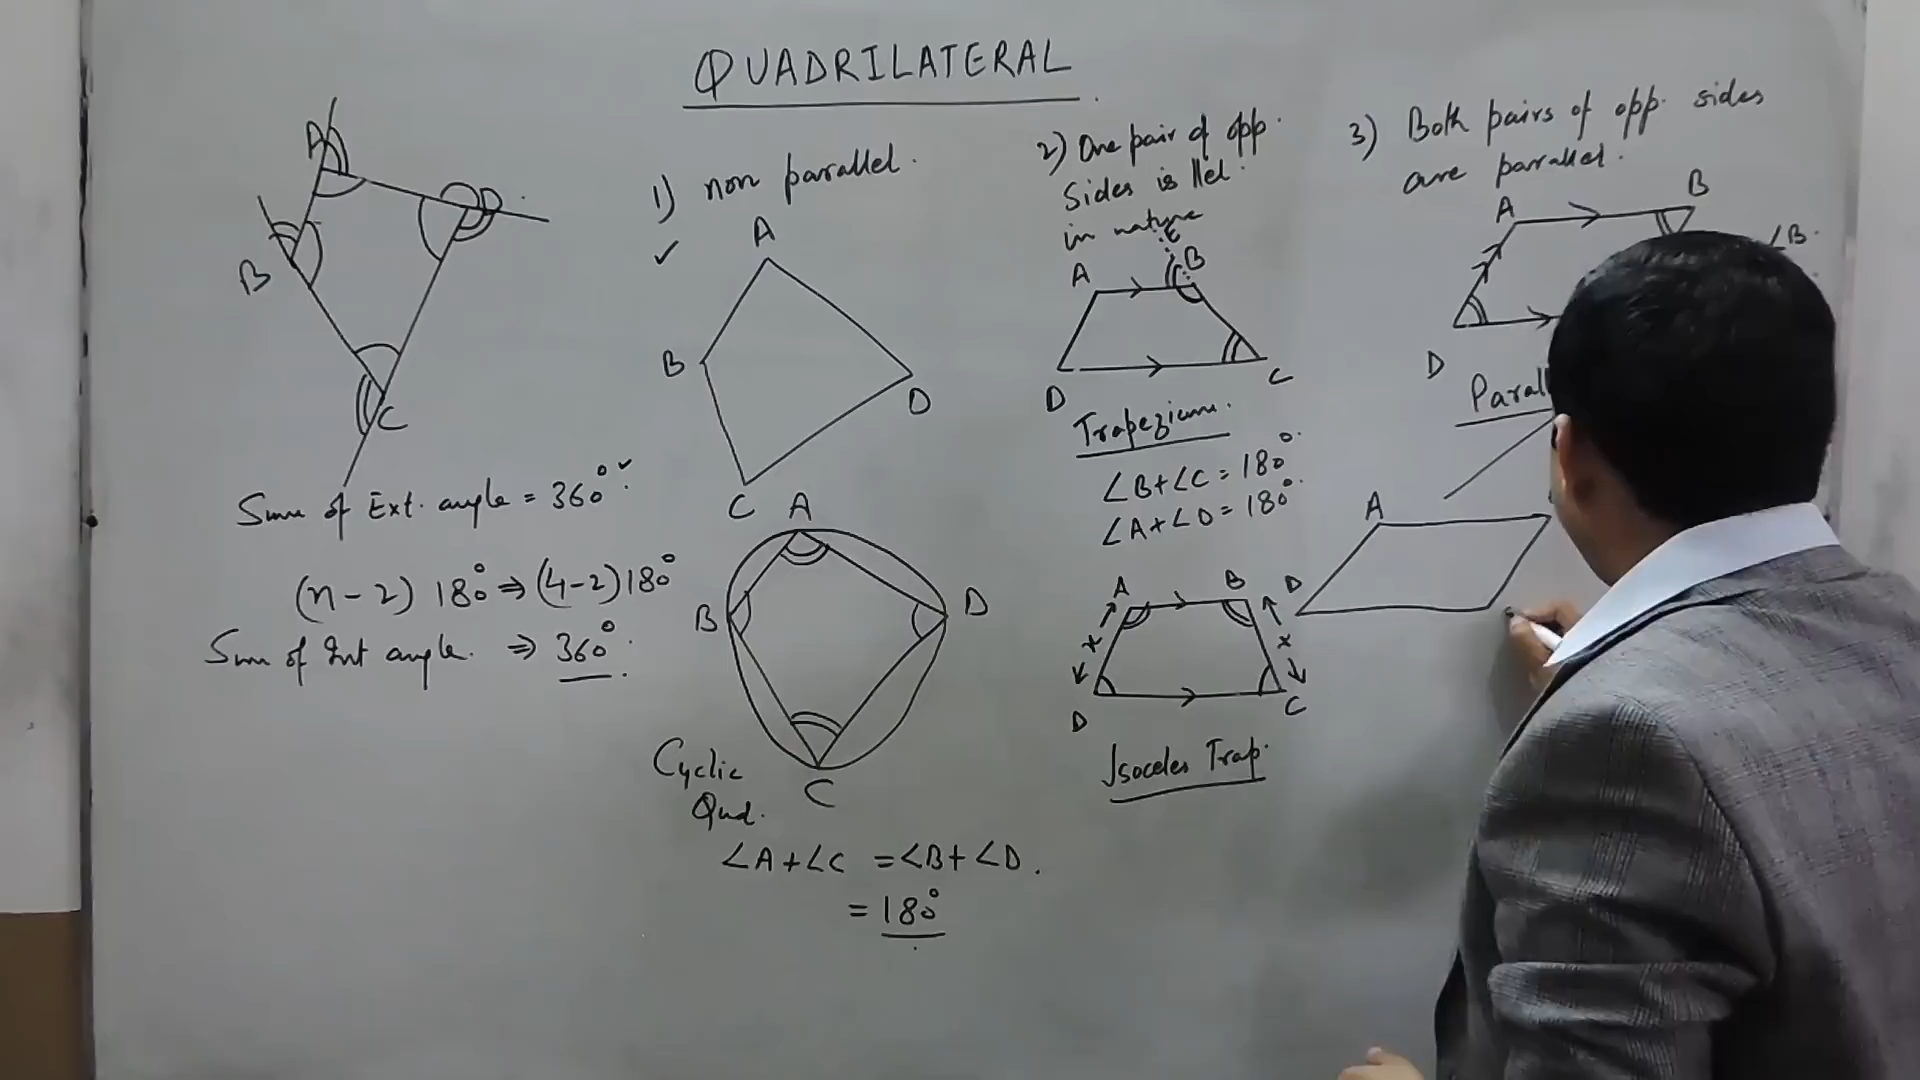 QUADRILATERAL
A
D
B
C
Sum of Ext. angle = 360°
(n-2) 180° ⇒ (4-2) 180°
Sum of Int angle. ⇒ 360°
1) non parallel.
✓
A
B
D
C
A
B
D
C
Cyclic
Qud.
∠A+∠C = ∠B+∠D.
= 180°
2) One pair of opp.
Sides is llel.
in nature
E
A
B
D
C
Trapezium.
∠B+∠C = 180°
∠A+∠D = 180°
A
B
x
x
D
C
Isoceles Trap.
3) Both pairs of opp. sides
are parallel.
A
B
∠B.
D
A
D